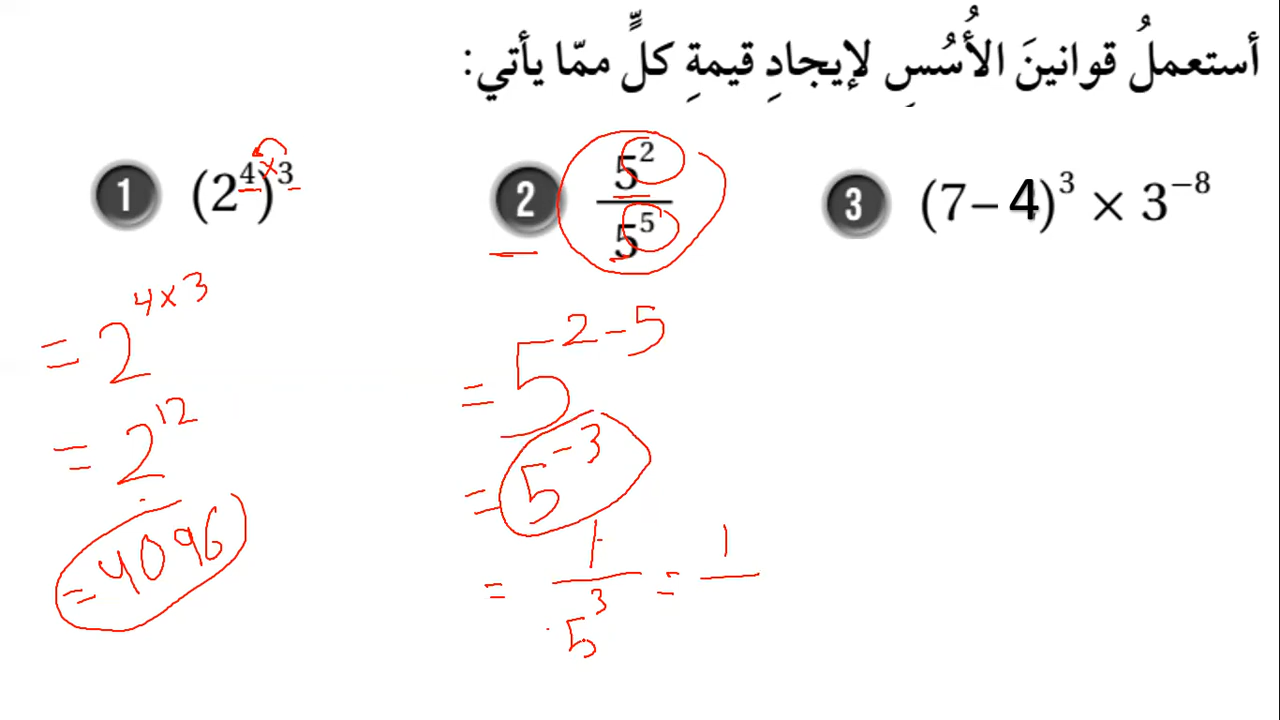 أستعملُ قوانينَ الأُسُسِ لإيجادِ قيمةِ كلٍّ ممّا يأتي:
1 (2^4)^×3
2 5^2/5^5
3 (7-4)^3 × 3^-8
= 2^4×3
= 2^12
= 4096
= 5^2-5
= 5^-3
= 1/5^3 = 1/